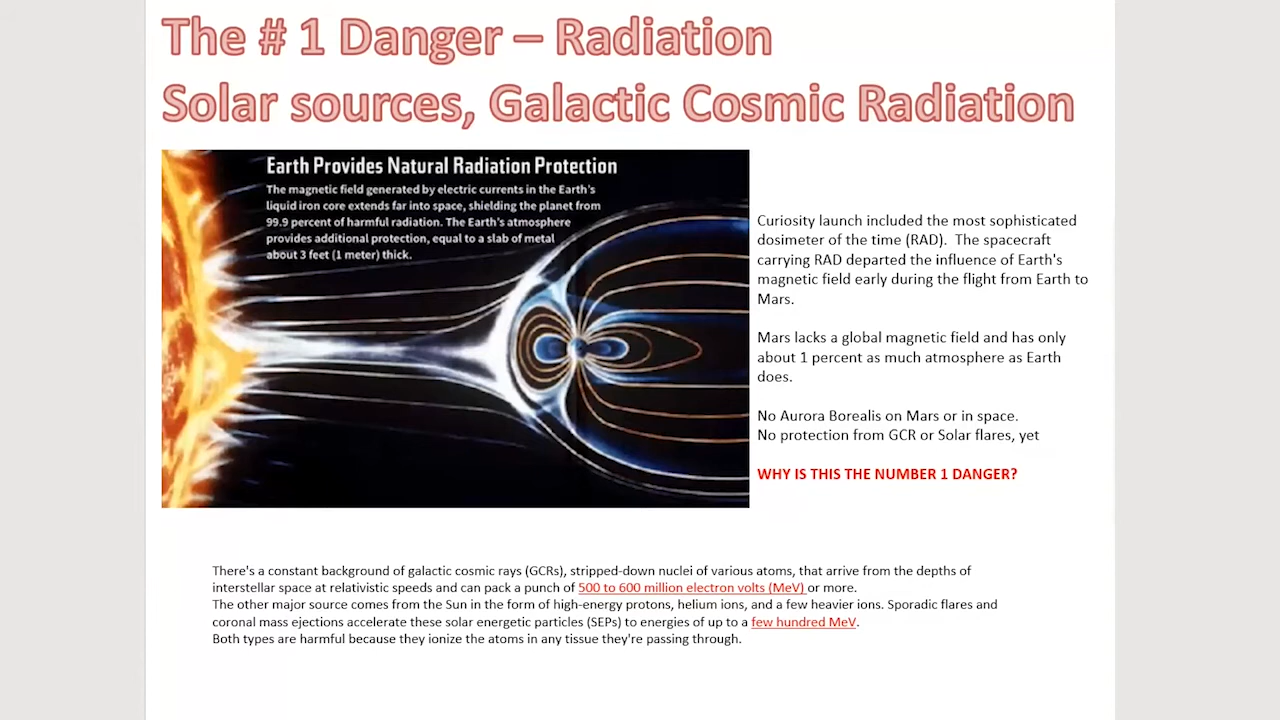 The # 1 Danger – Radiation
Solar sources, Galactic Cosmic Radiation
Earth Provides Natural Radiation Protection
The magnetic field generated by electric currents in the Earth's
liquid iron core extends far into space, shielding the planet from
99.9 percent of harmful radiation. The Earth's atmosphere
provides additional protection, equal to a slab of metal
about 3 feet (1 meter) thick.
Curiosity launch included the most sophisticated
dosimeter of the time (RAD). The spacecraft
carrying RAD departed the influence of Earth's
magnetic field early during the flight from Earth to
Mars.
Mars lacks a global magnetic field and has only
about 1 percent as much atmosphere as Earth
does.
No Aurora Borealis on Mars or in space.
No protection from GCR or Solar flares, yet
WHY IS THIS THE NUMBER 1 DANGER?
There's a constant background of galactic cosmic rays (GCRs), stripped-down nuclei of various atoms, that arrive from the depths of
interstellar space at relativistic speeds and can pack a punch of 500 to 600 million electron volts (MeV) or more.
The other major source comes from the Sun in the form of high-energy protons, helium ions, and a few heavier ions. Sporadic flares and
coronal mass ejections accelerate these solar energetic particles (SEPs) to energies of up to a few hundred MeV.
Both types are harmful because they ionize the atoms in any tissue they're passing through.